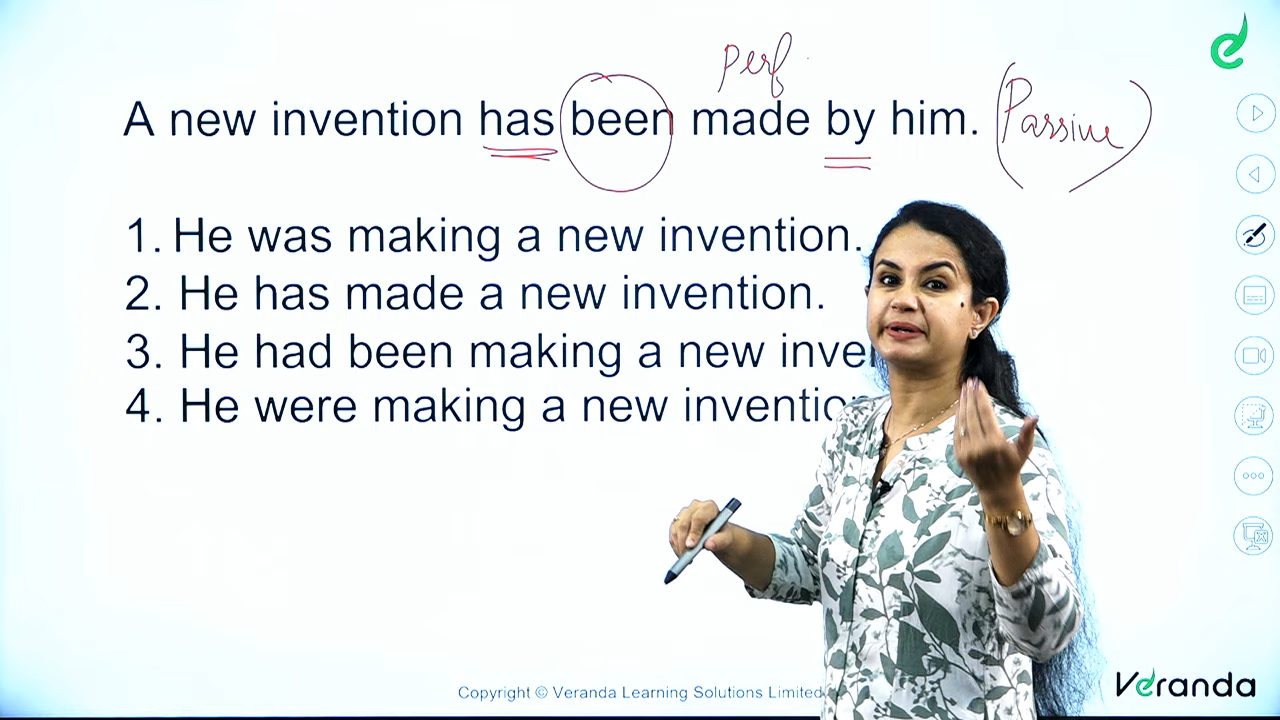 perf
A new invention has been made by him. (Passive)
1. He was making a new invention.
2. He has made a new invention.
3. He had been making a new inve
4. He were making a new invention
Copyright © Veranda Learning Solutions Limited
Veranda